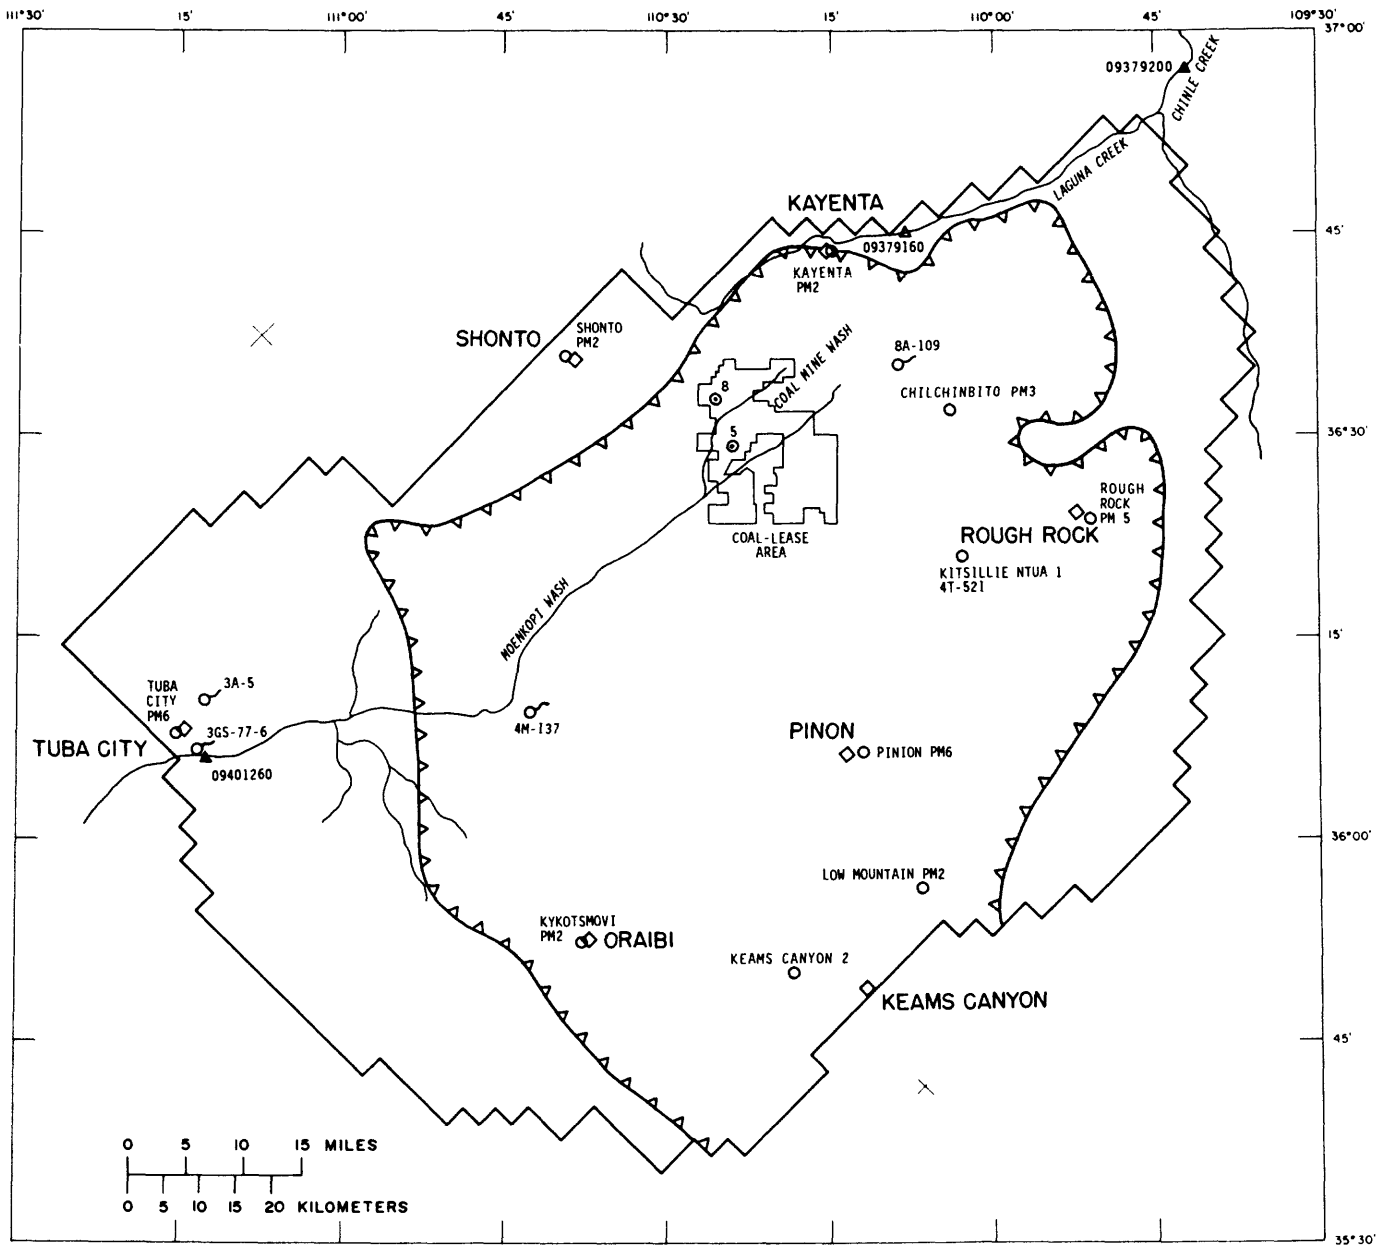 111°30'
15'
111°00'
45'
110°30'
15'
110°00'
45'
109°30'
37°00'
09379200
CHINLE CREEK
LAGUNA CREEK
KAYENTA
45'
09379160
KAYENTA
PM2
SHONTO
SHONTO
PM2
8A-109
COAL MINE WASH
8
CHILCHINBITO PM3
5
36°30'
ROUGH
ROCK
PM 5
ROUGH ROCK
COAL-LEASE
AREA
KITSILLIE NTUA 1
4T-521
MOENKOPI WASH
15'
TUBA
CITY
PM6
3A-5
3GS-77-6
TUBA CITY
09401260
4M-137
PINON
PINION PM6
36°00'
LOW MOUNTAIN PM2
KYKOTSMOVI
PM2
ORAIBI
KEAMS CANYON 2
KEAMS CANYON
45'
0 5 10 15 MILES
0 5 10 15 20 KILOMETERS
35°30'